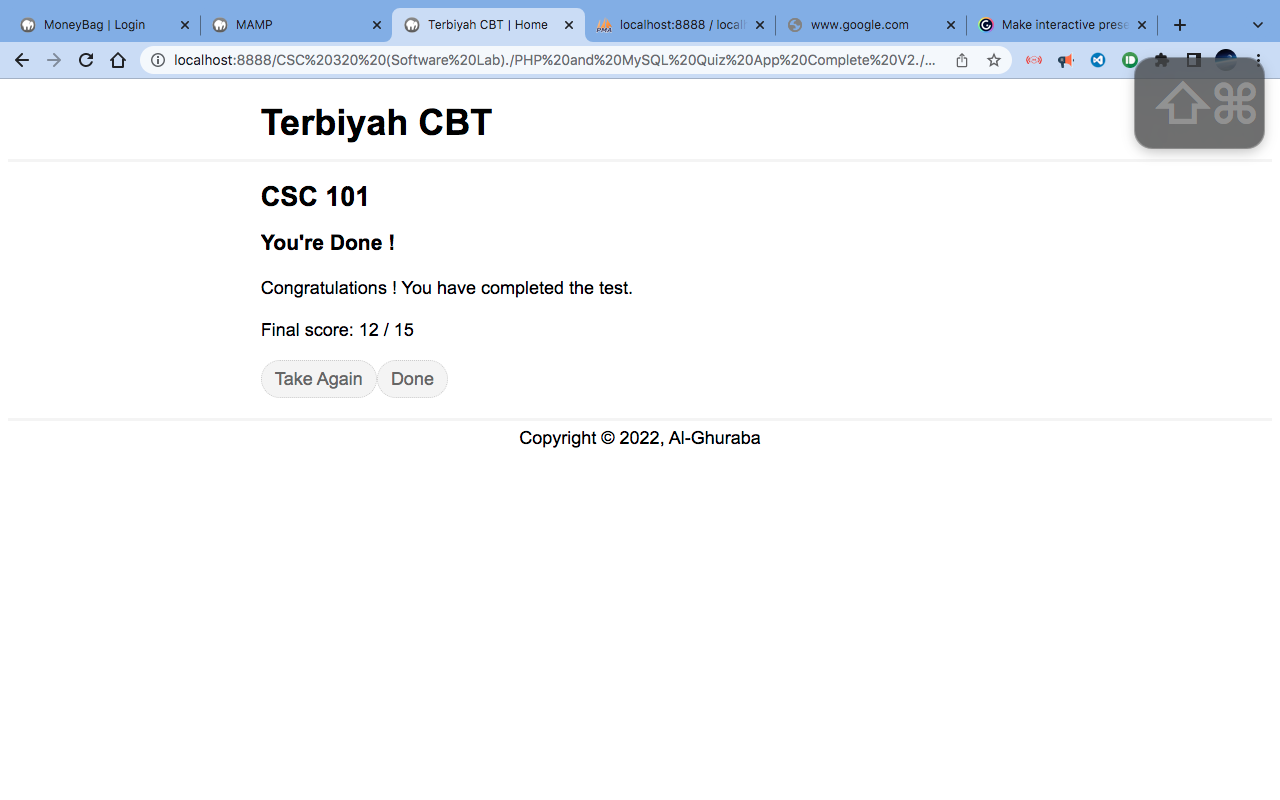 MoneyBag | Login
MAMP
Terbiyah CBT | Home
localhost:8888 / local
www.google.com
Make interactive prese
localhost:8888/CSC%20320%20(Software%20Lab)./PHP%20and%20MySQL%20Quiz%20App%20Complete%20V2./...
Terbiyah CBT
CSC 101
You're Done !
Congratulations ! You have completed the test.
Final score: 12 / 15
Take Again
Done
Copyright © 2022, Al-Ghuraba